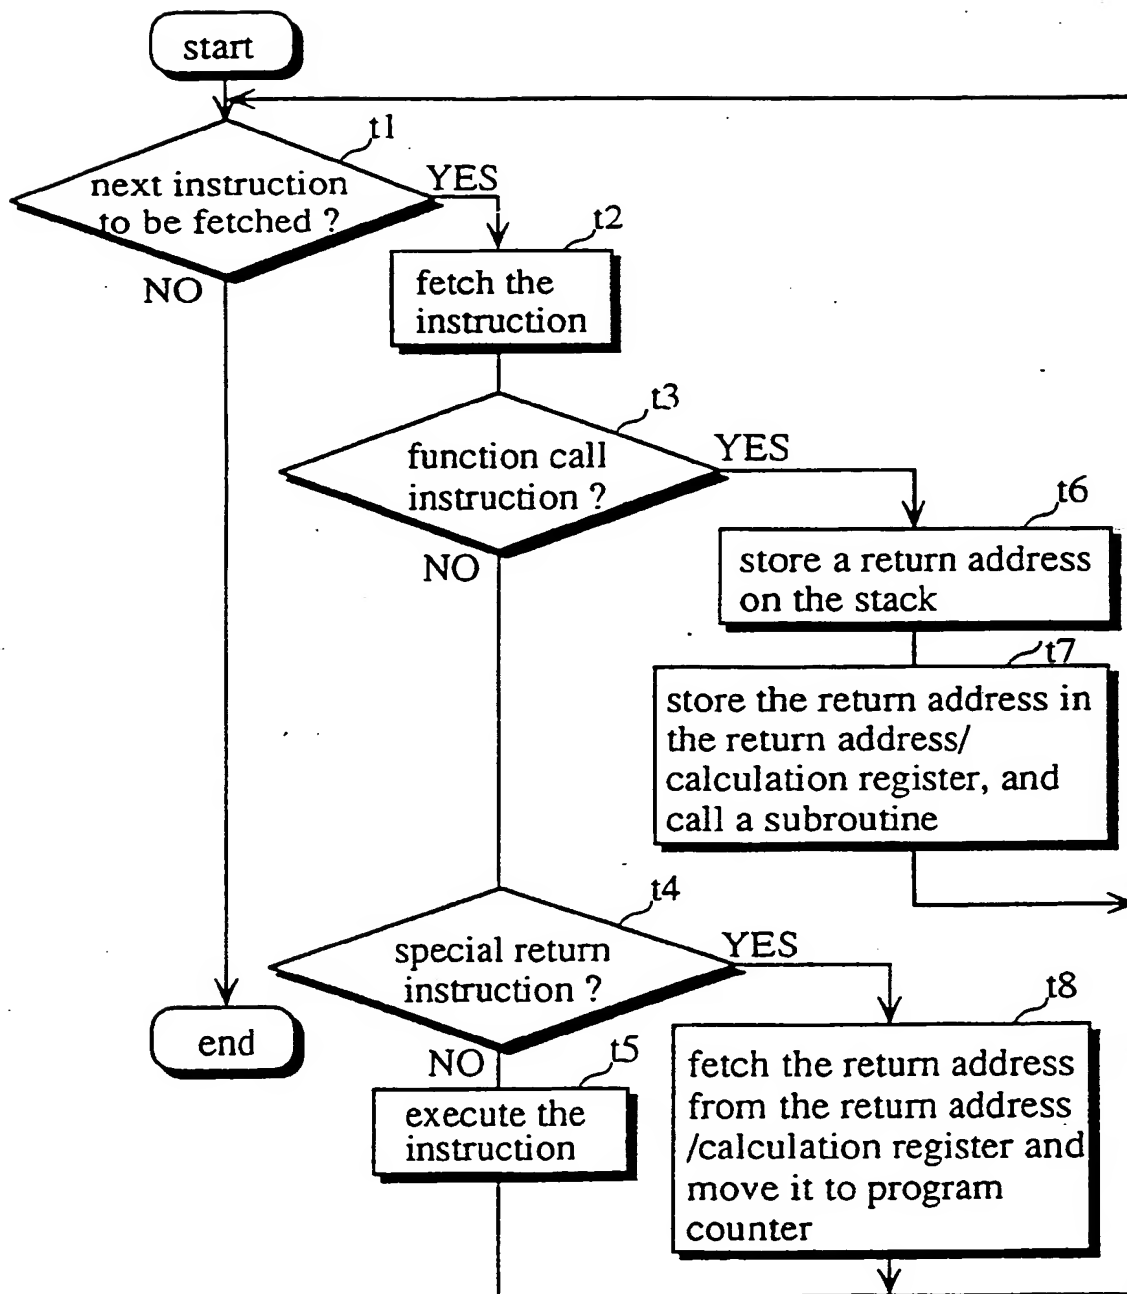 start
t1
next instruction
to be fetched ?
YES
NO
t2
fetch the
instruction
t3
function call
instruction ?
YES
NO
t6
store a return address
on the stack
t7
store the return address in
the return address/
calculation register, and
call a subroutine
t4
special return
instruction ?
YES
NO
t8
fetch the return address
from the return address
/calculation register and
move it to program
counter
t5
execute the
instruction
end